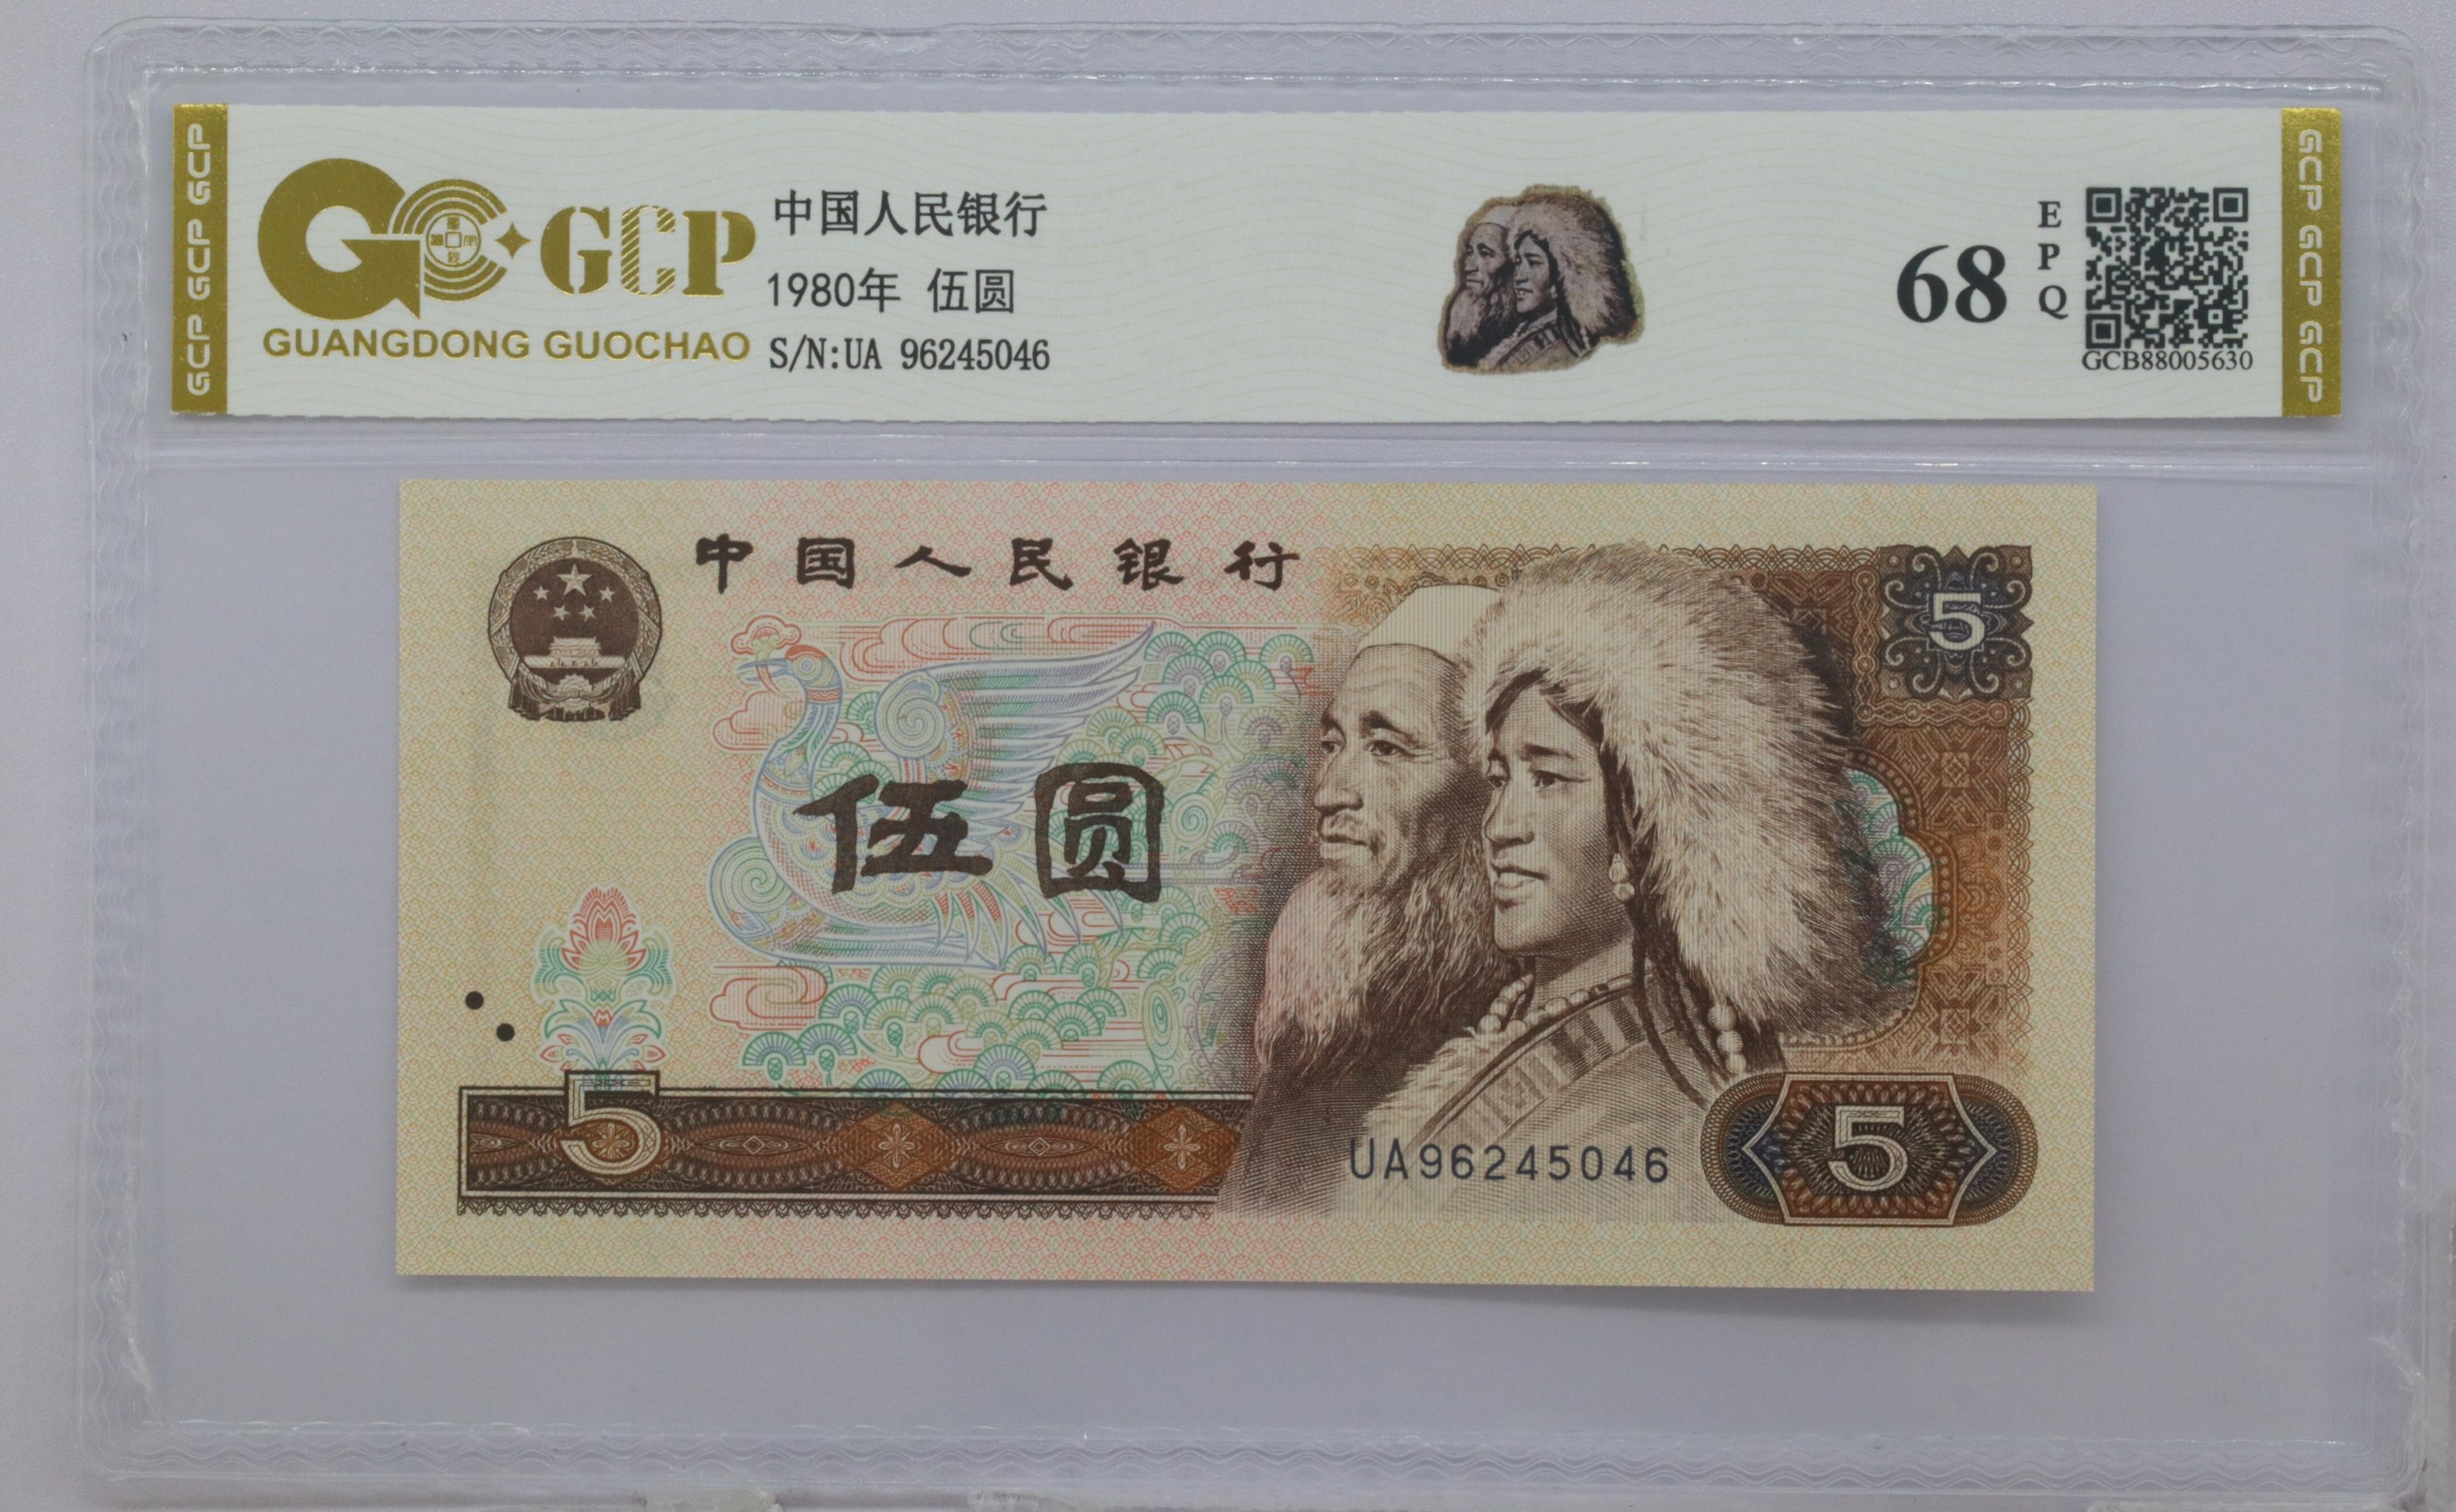 GCP GCP GCP
GCP
GUANGDONG GUOCHAO
中国人民银行
1980年 伍圆
S/N:UA 96245046
68
EPQ
GCB88005630
GCP GCP GCP
中国人民银行
5
伍圆
5
UA96245046
5